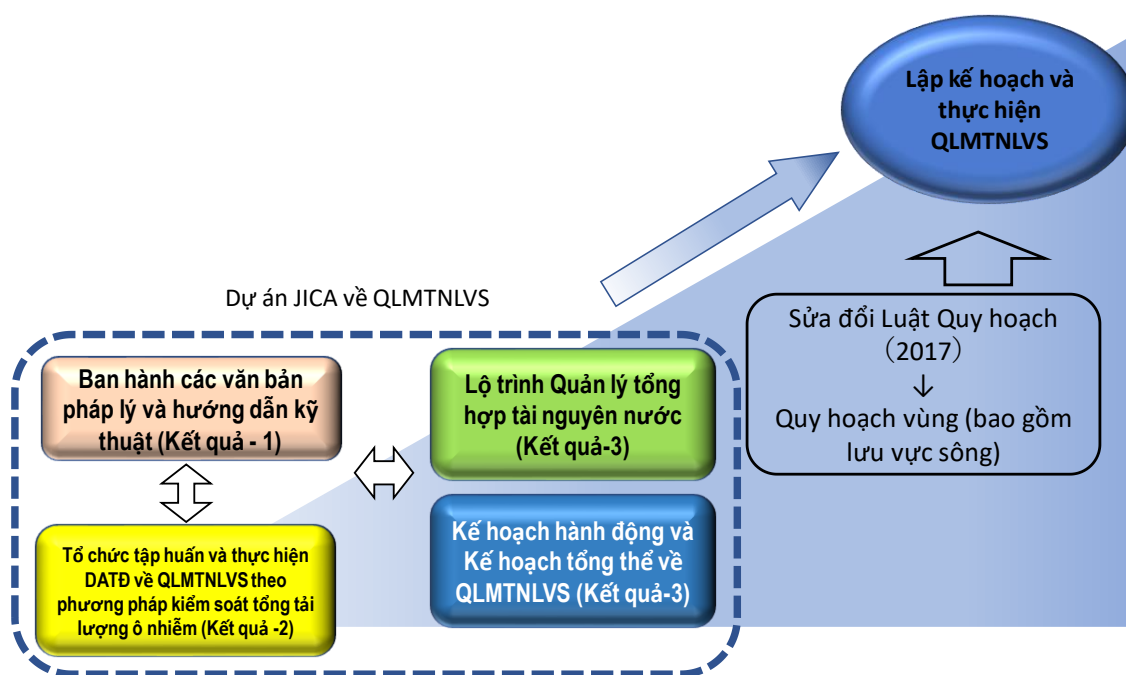 Lập kế hoạch và
thực hiện
QLMTNLVS
Dự án JICA về QLMTNLVS
Sửa đổi Luật Quy hoạch
（2017）
↓
Quy hoạch vùng (bao gồm
lưu vực sông)
Ban hành các văn bản
pháp lý và hướng dẫn kỹ
thuật (Kết quả - 1)
Lộ trình Quản lý tổng
hợp tài nguyên nước
(Kết quả-3)
Tổ chức tập huấn và thực hiện
DATĐ về QLMTNLVS theo
phương pháp kiểm soát tổng tải
lượng ô nhiễm (Kết quả -2)
Kế hoạch hành động và
Kế hoạch tổng thể về
QLMTNLVS (Kết quả-3)